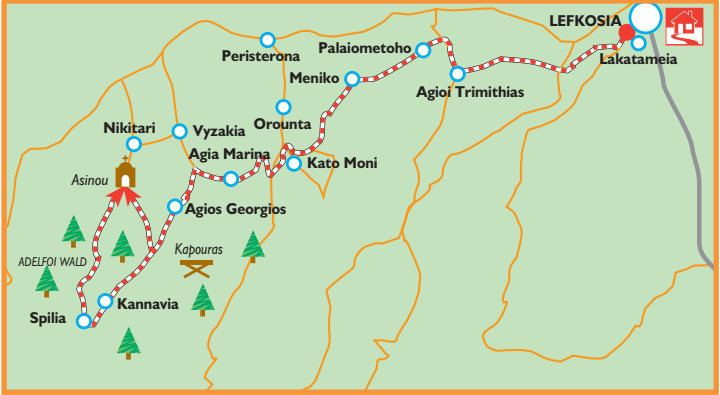 LEFKOSIA
Lakatameia
Palaiometoho
Peristerona
Meniko
Agioi Trimithias
Orounta
Nikitari
Vyzakia
Agia Marina
Kato Moni
Asinou
Agios Georgios
Kapouras
ADELFOI WALD
Kannavia
Spilia